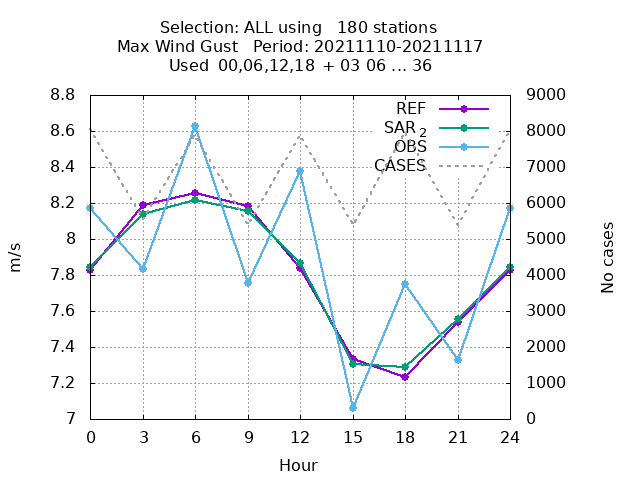 Selection: ALL using   180 stations
Max Wind Gust   Period: 20211110-20211117
Used  00,06,12,18  + 03 06 ... 36
8.8
8.6
8.4
8.2
8
7.8
7.6
7.4
7.2
7
m/s
REF
SAR 2
OBS
CASES
9000
8000
7000
6000
5000
4000
3000
2000
1000
0
No cases
0 3 6 9 12 15 18 21 24
Hour